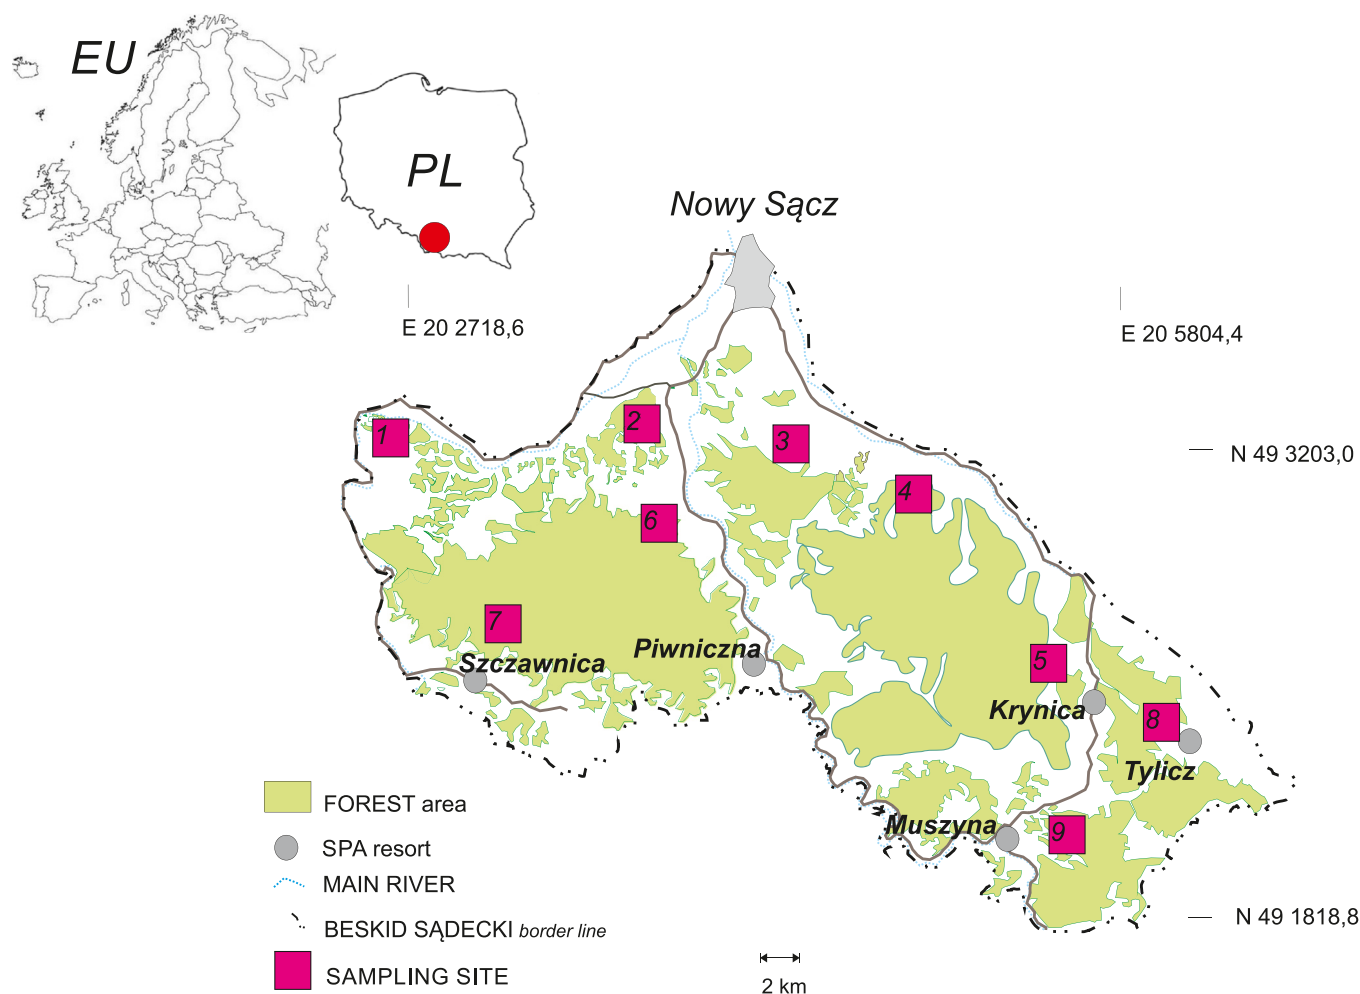 EU
PL
Nowy Sącz
E 20 2718,6
E 20 5804,4
N 49 3203,0
1
2
3
4
6
7
5
8
9
Szczawnica
Piwniczna
Krynica
Tylicz
Muszyna
N 49 1818,8
FOREST area
SPA resort
MAIN RIVER
BESKID SĄDECKI border line
SAMPLING SITE
2 km